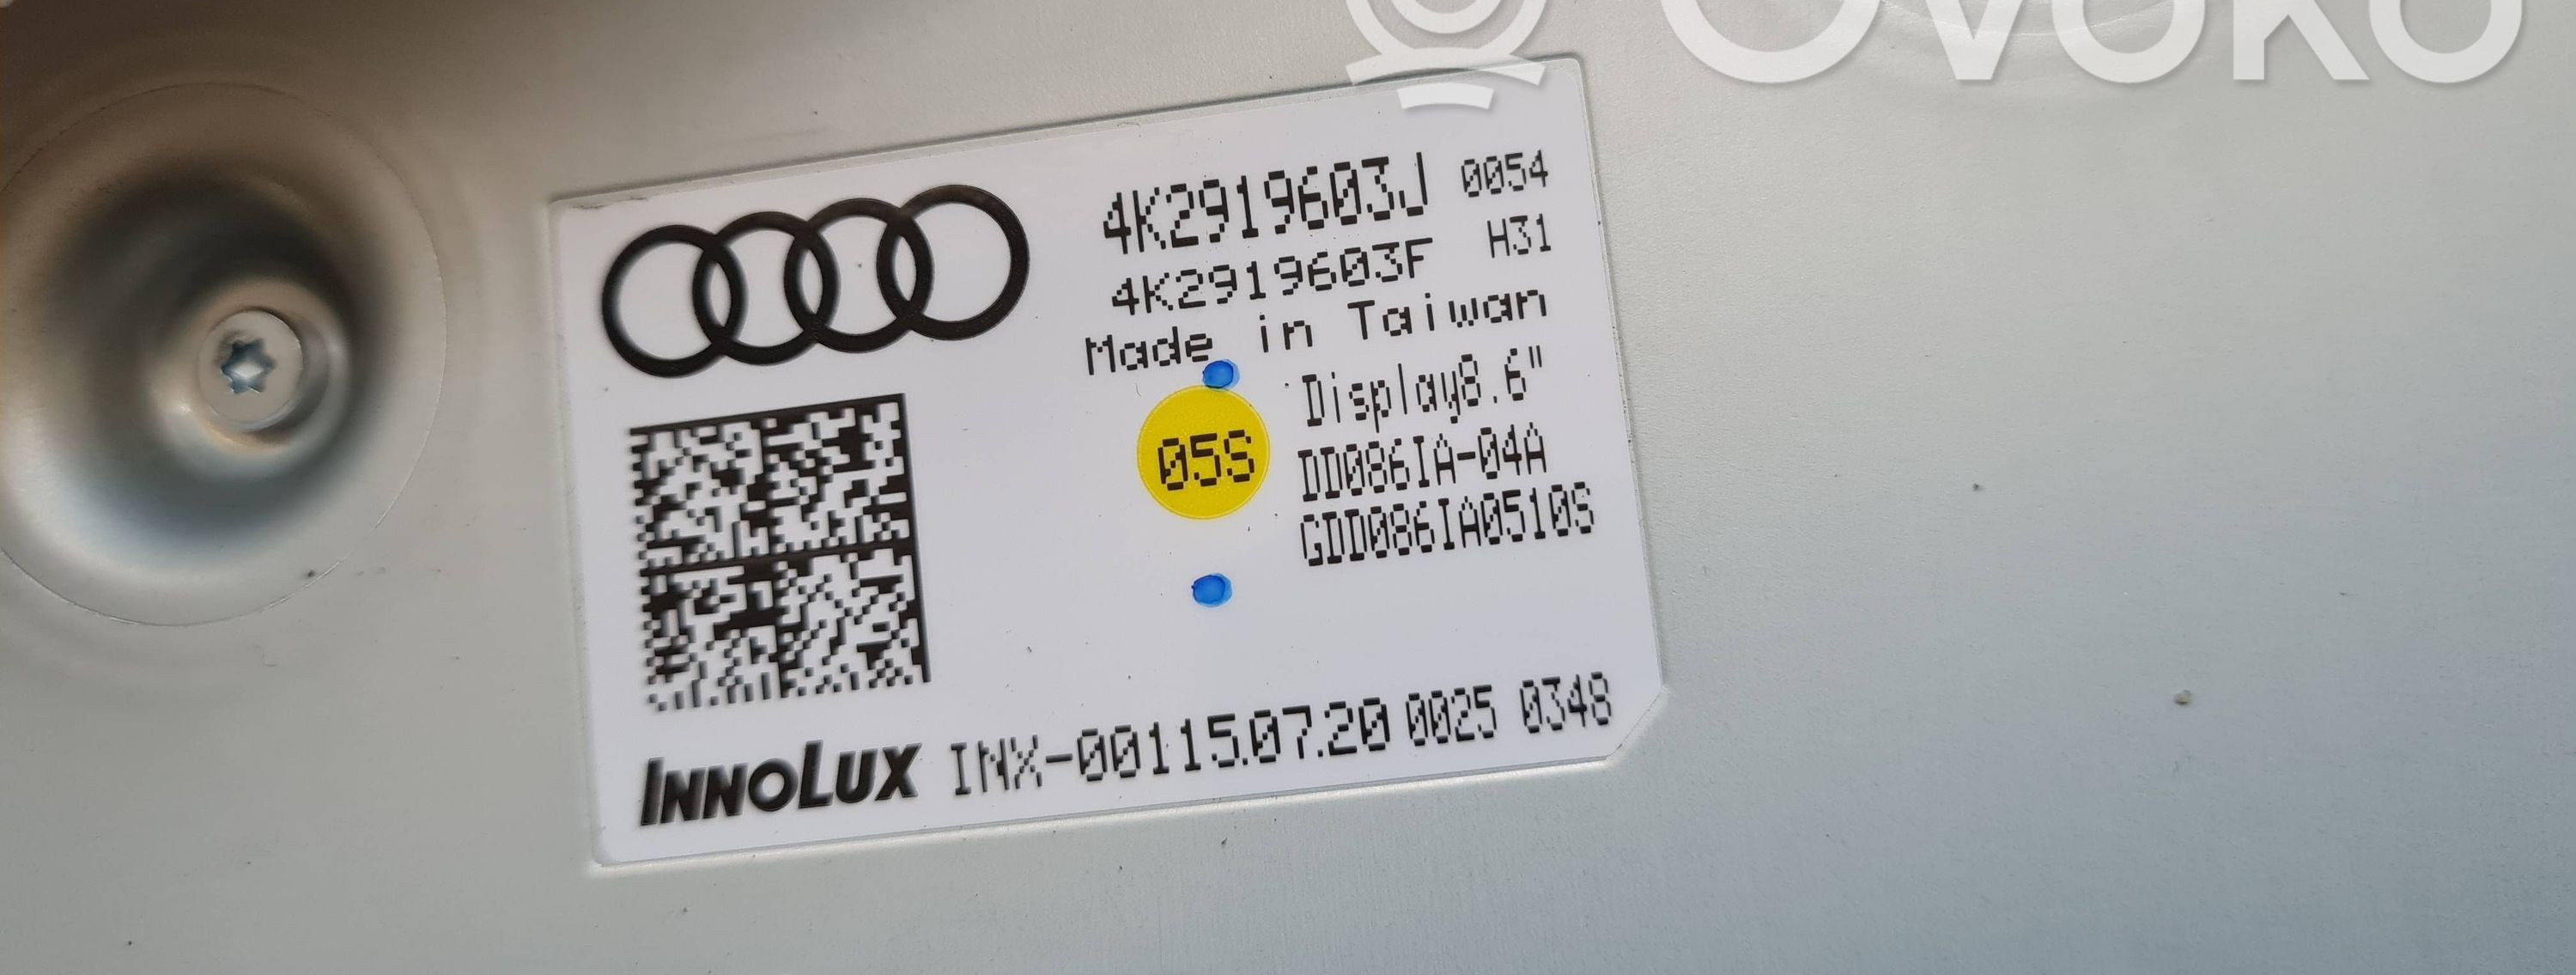 OVOKO
4K2919603J 0054
4K2919603F H31
Made in Taiwan
Display8.6"
05S
DD086IA-04A
GDD086IA0510S
INNOLUX INX-00115.07.20 0025 0348